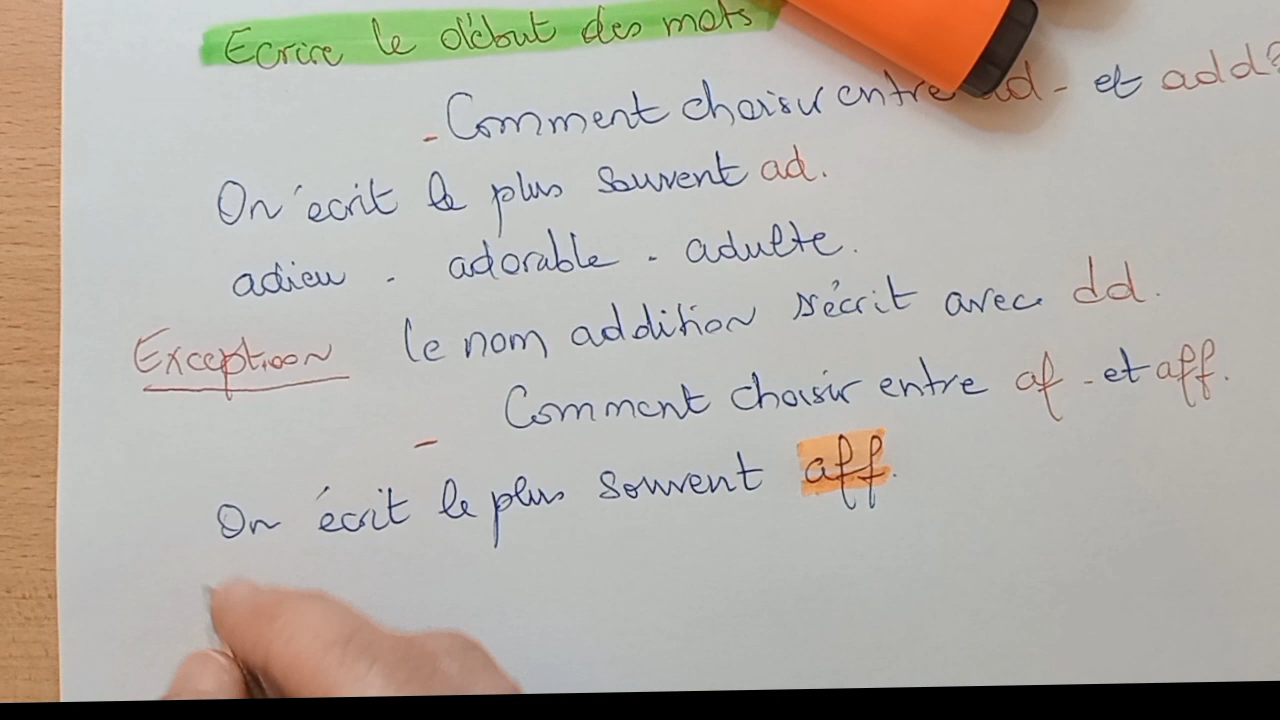 Ecrire le début des mots
- Comment choisir entre ad - et add?
On écrit le plus souvent ad.
adieu - adorable - adulte.
Exception le nom addition s'écrit avec dd.
- Comment choisir entre af - et aff.
On écrit le plus souvent aff.